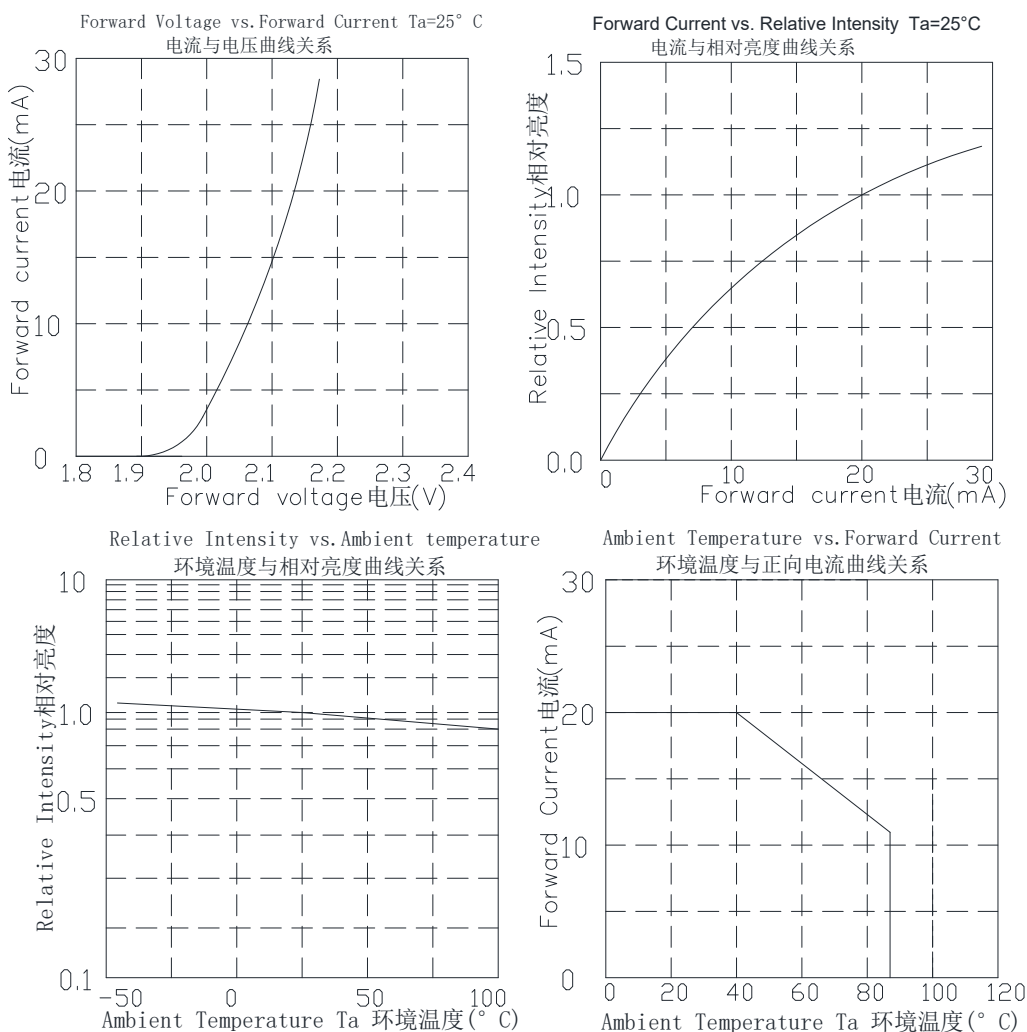 Forward Voltage vs.Forward Current Ta=25° C
电流与电压曲线关系
30
20
10
0
Forward current电流(mA)
1.8 1.9 2.0 2.1 2.2 2.3 2.4
Forward voltage电压(V)
Forward Current vs. Relative Intensity Ta=25°C
电流与相对亮度曲线关系
1.5
1.0
0.5
0.0
Relative Intensity相对亮度
0 10 20 30
Forward current电流(mA)
Relative Intensity vs.Ambient temperature
环境温度与相对亮度曲线关系
10
1.0
0.5
0.1
Relative Intensity相对亮度
-50 0 50 100
Ambient Temperature Ta 环境温度(° C)
Ambient Temperature vs.Forward Current
环境温度与正向电流曲线关系
30
20
10
0
Forward Current电流(mA)
0 20 40 60 80 100 120
Ambient Temperature Ta 环境温度(° C)